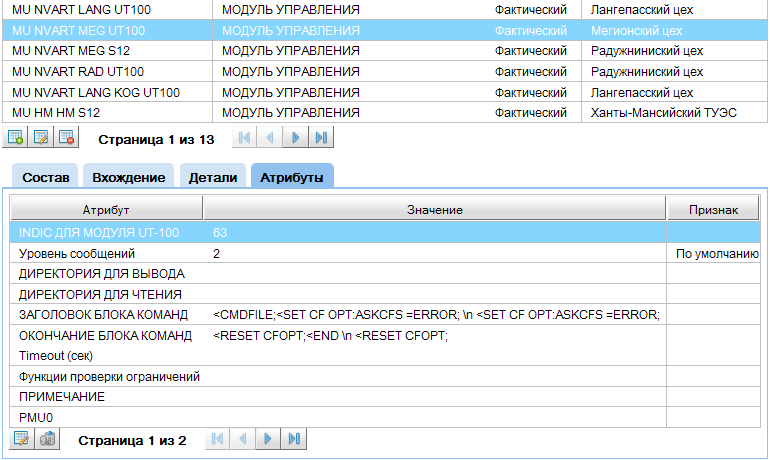 MU NVART LANG UT100 МОДУЛЬ УПРАВЛЕНИЯ Фактический Лангепасский цех
MU NVART MEG UT100 МОДУЛЬ УПРАВЛЕНИЯ Фактический Мегионский цех
MU NVART MEG S12 МОДУЛЬ УПРАВЛЕНИЯ Фактический Радужниниский цех
MU NVART RAD UT100 МОДУЛЬ УПРАВЛЕНИЯ Фактический Радужниниский цех
MU NVART LANG KOG UT100 МОДУЛЬ УПРАВЛЕНИЯ Фактический Лангепасский цех
MU HM HM S12 МОДУЛЬ УПРАВЛЕНИЯ Фактический Ханты-Мансийский ТУЭС
Страница 1 из 13
Состав Вхождение Детали Атрибуты
Атрибут Значение Признак
INDIC ДЛЯ МОДУЛЯ UT-100 63
Уровень сообщений 2 По умолчанию
ДИРЕКТОРИЯ ДЛЯ ВЫВОДА
ДИРЕКТОРИЯ ДЛЯ ЧТЕНИЯ
ЗАГОЛОВОК БЛОКА КОМАНД <CMDFILE;<SET CF OPT:ASKCFS =ERROR; \n <SET CF OPT:ASKCFS =ERROR;
ОКОНЧАНИЕ БЛОКА КОМАНД <RESET CFOPT;<END \n <RESET CFOPT;
Timeout (сек)
Функции проверки ограничений
ПРИМЕЧАНИЕ
PMU0
Страница 1 из 2